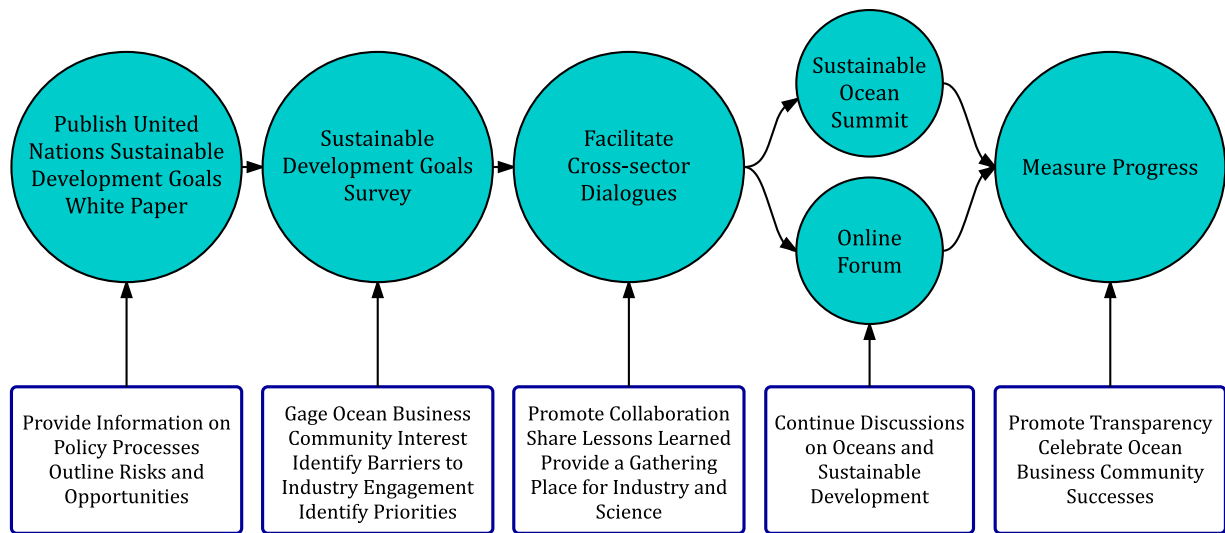 Publish United
Nations Sustainable
Development Goals
White Paper
Sustainable
Development Goals
Survey
Facilitate
Cross-sector
Dialogues
Sustainable
Ocean
Summit
Online
Forum
Measure Progress
Provide Information on
Policy Processes
Outline Risks and
Opportunities
Gage Ocean Business
Community Interest
Identify Barriers to
Industry Engagement
Identify Priorities
Promote Collaboration
Share Lessons Learned
Provide a Gathering
Place for Industry and
Science
Continue Discussions
on Oceans and
Sustainable
Development
Promote Transparency
Celebrate Ocean
Business Community
Successes